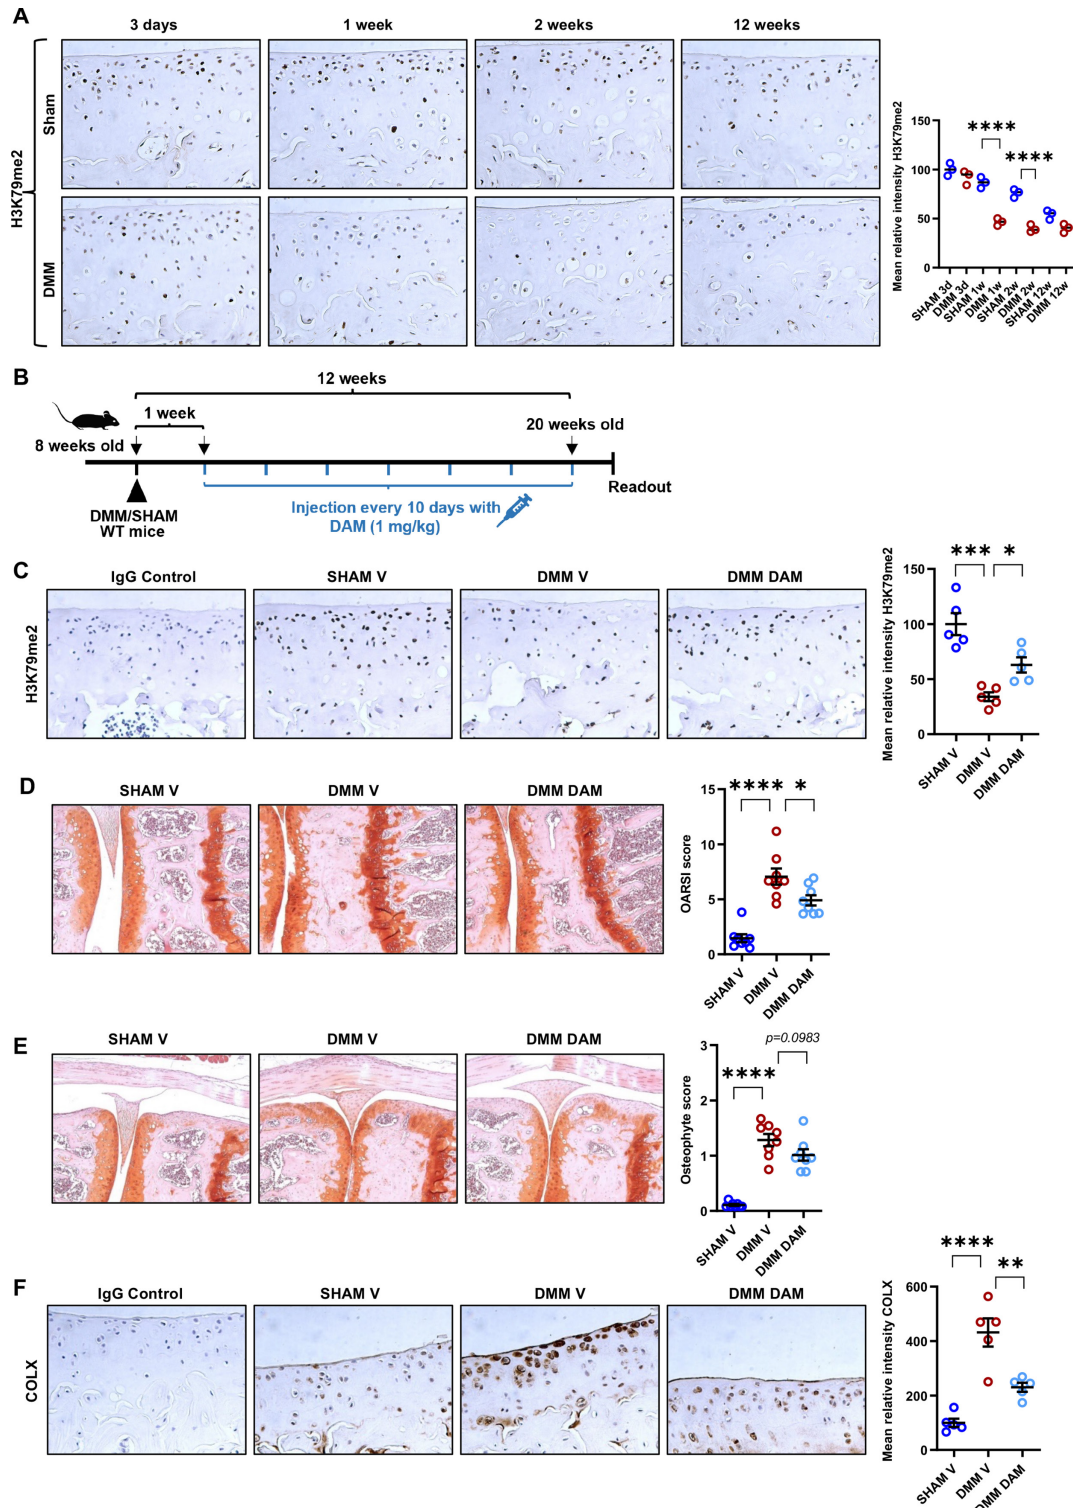 A
3 days
1 week
2 weeks
12 weeks
H3K79me2
Sham
DMM
Mean relative intensity H3K79me2
150
100
50
0
****
****
SHAM 3d
DMM 3d
SHAM 1w
DMM 1w
SHAM 2w
DMM 2w
SHAM 12w
DMM 12w
B
12 weeks
1 week
8 weeks old
20 weeks old
DMM/SHAM
WT mice
Injection every 10 days with
DAM (1 mg/kg)
Readout
C
IgG Control
SHAM V
DMM V
DMM DAM
H3K79me2
Mean relative intensity H3K79me2
150
100
50
0
***
*
SHAM V
DMM V
DMM DAM
D
SHAM V
DMM V
DMM DAM
OARSI score
15
10
5
0
****
*
SHAM V
DMM V
DMM DAM
E
SHAM V
DMM V
DMM DAM
Osteophyte score
3
2
1
0
****
p=0.0983
SHAM V
DMM V
DMM DAM
F
IgG Control
SHAM V
DMM V
DMM DAM
COLX
Mean relative intensity COLX
600
400
200
0
****
**
SHAM V
DMM V
DMM DAM